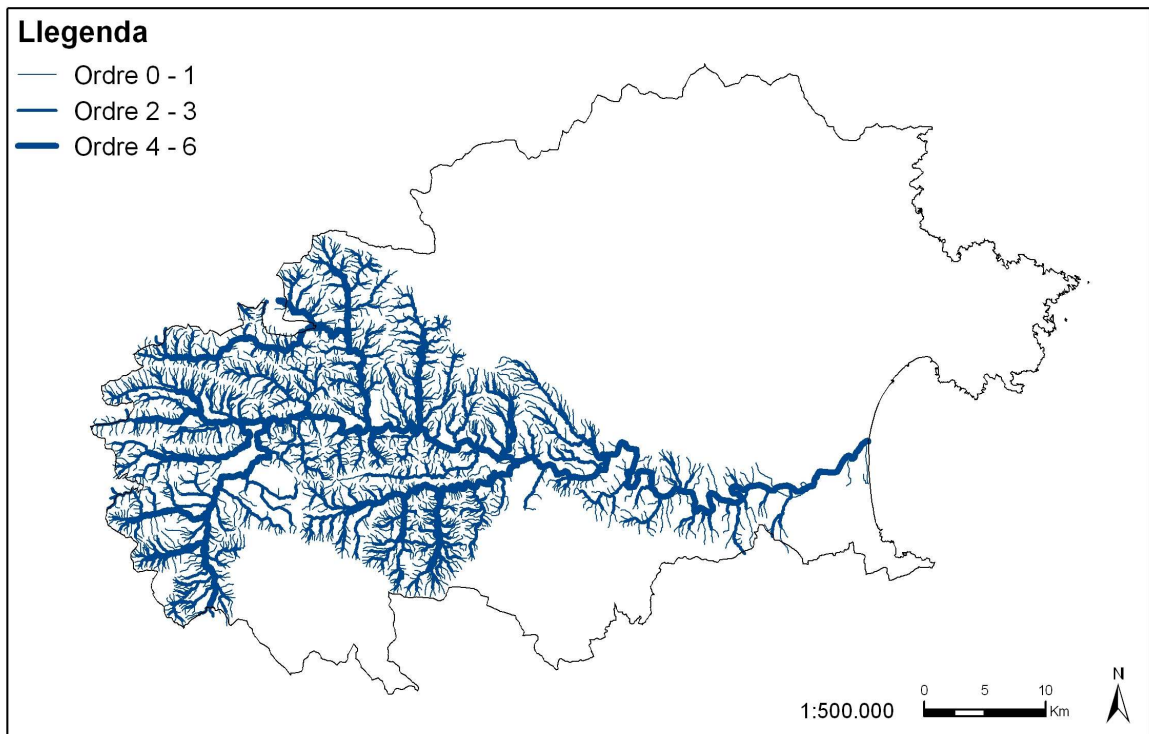 Llegenda
Ordre 0 - 1
Ordre 2 - 3
Ordre 4 - 6
1:500.000
0 5 10
Km
N